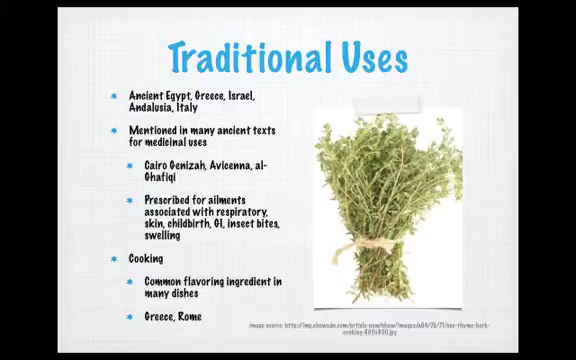 Traditional Uses
Ancient Egypt, Greece, Israel,
Andalusia, Italy
Mentioned in many ancient texts
for medicinal uses
Cairo Genizah, Avicenna, al-
Ghafiqi
Prescribed for ailments
associated with respiratory,
skin, childbirth, GI, insect bites,
swelling
Cooking
Common flavoring ingredient in
many dishes
Greece, Rome
image source: